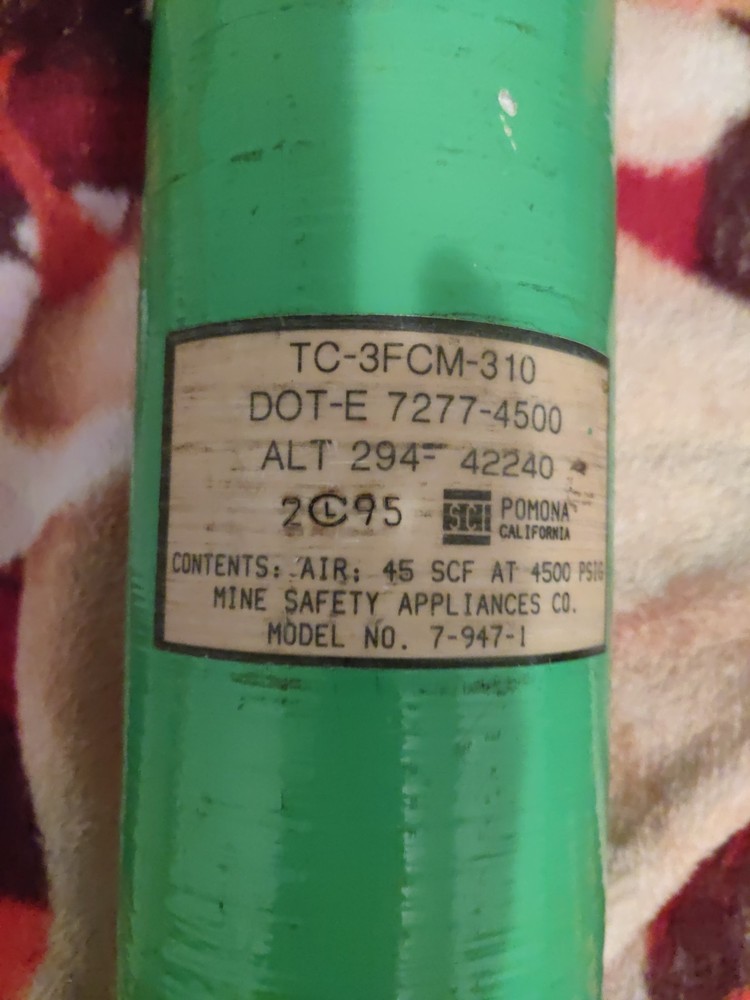 TC-3FCM-310
DOT-E 7277-4500
ALT 294- 42240
2 CL 95 SCI POMONA
CALIFORNIA
CONTENTS: AIR: 45 SCF AT 4500 PSIG
MINE SAFETY APPLIANCES CO.
MODEL NO. 7-947-1